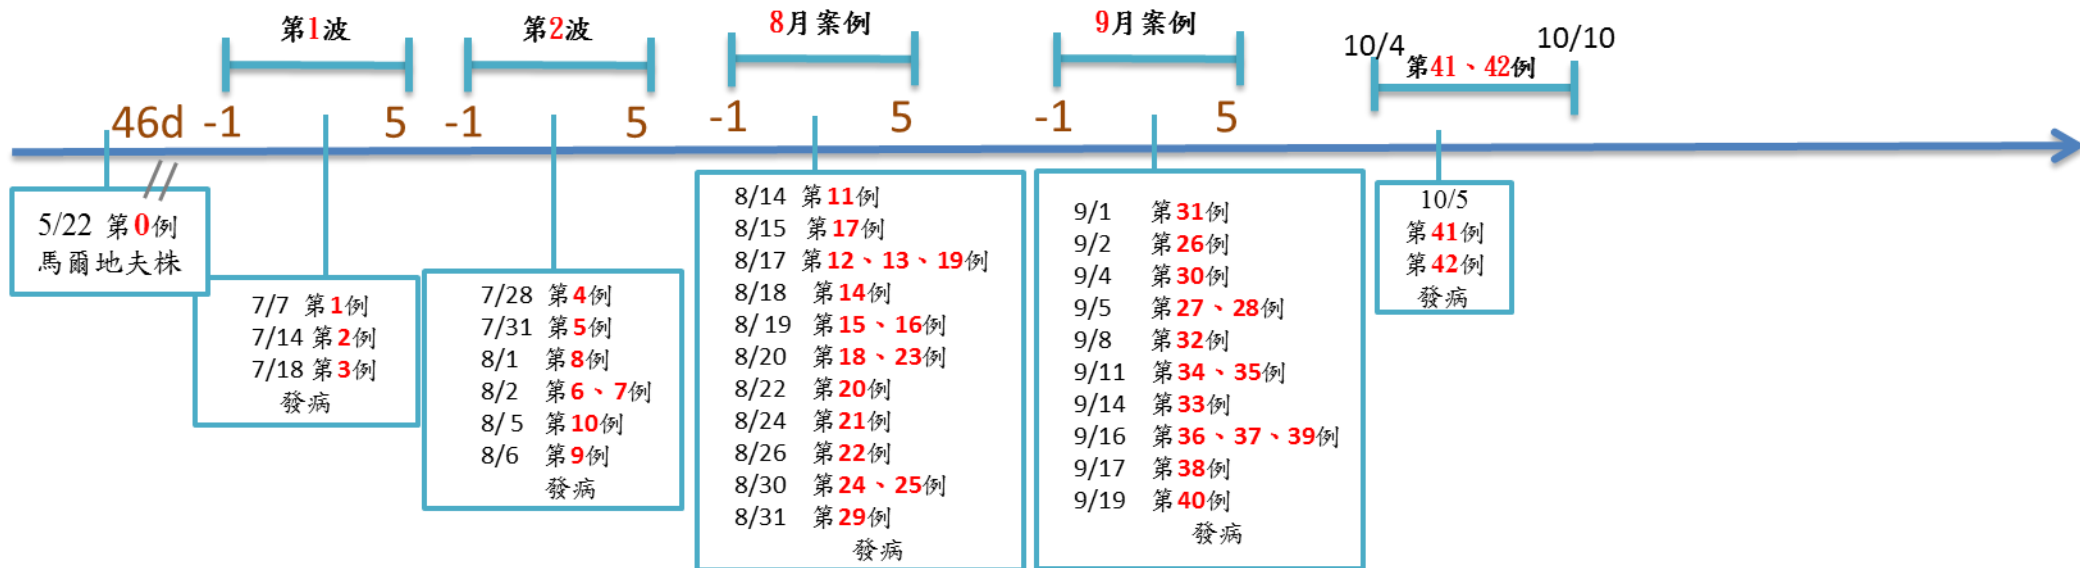 第1波
第2波
8月案例
9月案例
10/4
10/10
第41、42例
46d
-1
5
-1
5
-1
5
-1
5
5/22 第0例
馬爾地夫株
7/7 第1例
7/14 第2例
7/18 第3例
發病
7/28 第4例
7/31 第5例
8/1 第8例
8/2 第6、7例
8/5 第10例
8/6 第9例
發病
8/14 第11例
8/15 第17例
8/17 第12、13、19例
8/18 第14例
8/ 19 第15、16例
8/20 第18、23例
8/22 第20例
8/24 第21例
8/26 第22例
8/30 第24、25例
8/31 第29例
發病
9/1 第31例
9/2 第26例
9/4 第30例
9/5 第27、28例
9/8 第32例
9/11 第34、35例
9/14 第33例
9/16 第36、37、39例
9/17 第38例
9/19 第40例
發病
10/5
第41例
第42例
發病